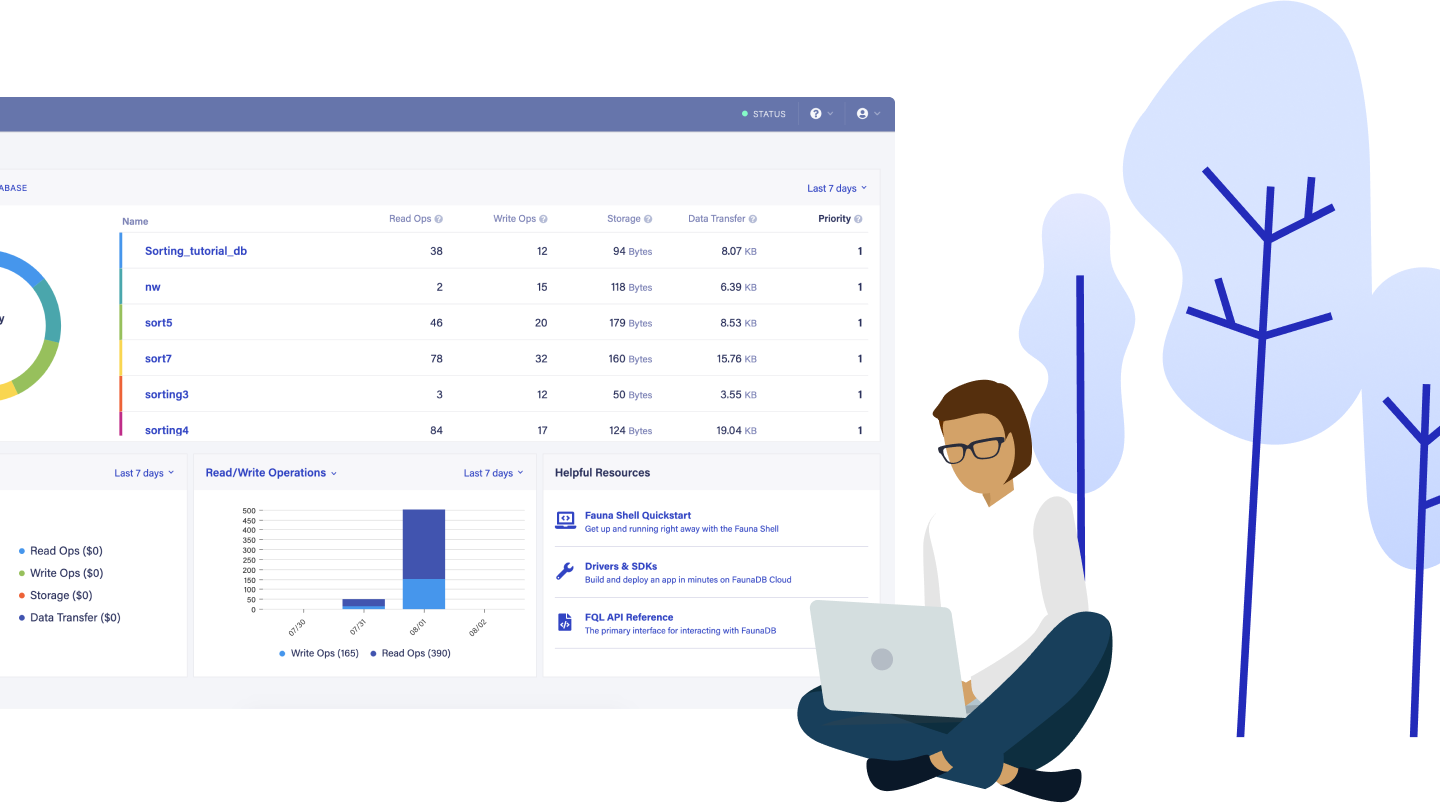 STATUS
ABASE
Last 7 days
Name Read Ops Write Ops Storage Data Transfer Priority
Sorting_tutorial_db 38 12 94 Bytes 8.07 KB 1
nw 2 15 118 Bytes 6.39 KB 1
y
sort5 46 20 179 Bytes 8.53 KB 1
sort7 78 32 160 Bytes 15.76 KB 1
sorting3 3 12 50 Bytes 3.55 KB 1
sorting4 84 17 124 Bytes 19.04 KB 1
Last 7 days
Read Ops ($0)
Write Ops ($0)
Storage ($0)
Data Transfer ($0)
Read/Write Operations Last 7 days
500
450
400
350
300
250
200
150
100
50
0
07/30 07/31 08/01 08/02
Write Ops (165) Read Ops (390)
Helpful Resources
Fauna Shell Quickstart
Get up and running right away with the Fauna Shell
Drivers & SDKs
Build and deploy an app in minutes on FaunaDB Cloud
FQL API Reference
The primary interface for interacting with FaunaDB